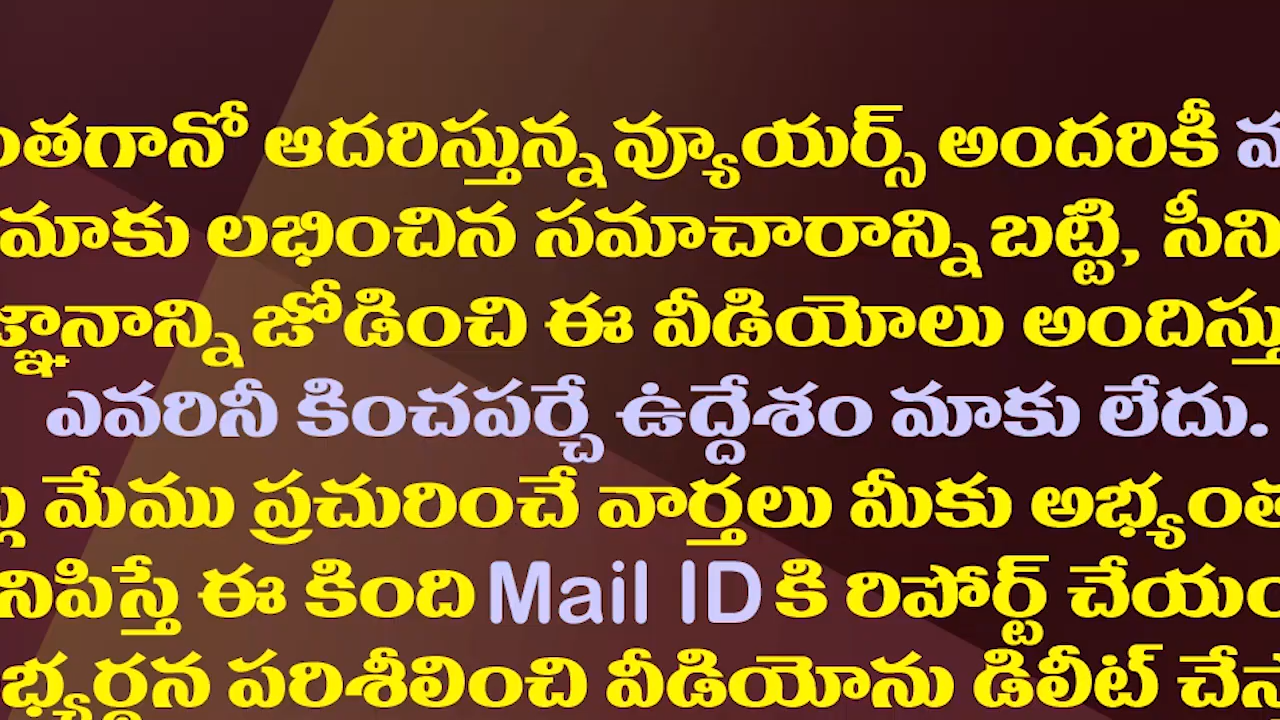 ంతగానో ఆదరిస్తున్న వ్యూయర్స్ అందరికీ
మాకు లభించిన సమాచారాన్ని బట్టి, సీని
జ్ఞానాన్ని జోడించి ఈ వీడియోలు అందిస్తు
ఎవరినీ కించపర్చే ఉద్దేశం మాకు లేదు.
మేము ప్రచురించే వార్తలు మీకు అభ్యంత
నిపిస్తే ఈ కింది Mail ID కి రిపోర్ట్ చేయం
భ్యర్థన పరిశీలించి వీడియోను డిలీట్ చేస